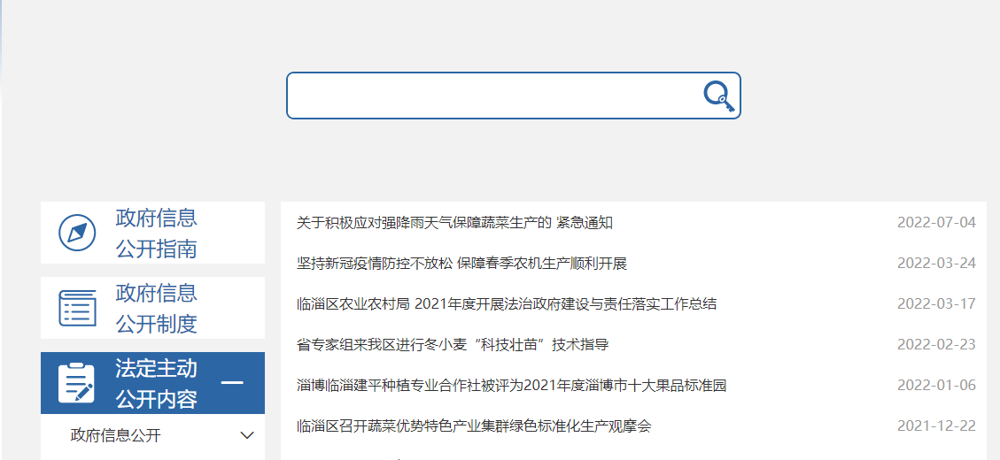 政府信息
公开指南
政府信息
公开制度
法定主动
公开内容
政府信息公开
关于积极应对强降雨天气保障蔬菜生产的 紧急通知 2022-07-04
坚持新冠疫情防控不放松 保障春季农机生产顺利开展 2022-03-24
临淄区农业农村局 2021年度开展法治政府建设与责任落实工作总结 2022-03-17
省专家组来我区进行冬小麦“科技壮苗”技术指导 2022-02-23
淄博临淄建平种植专业合作社被评为2021年度淄博市十大果品标准园 2022-01-06
临淄区召开蔬菜优势特色产业集群绿色标准化生产观摩会 2021-12-22